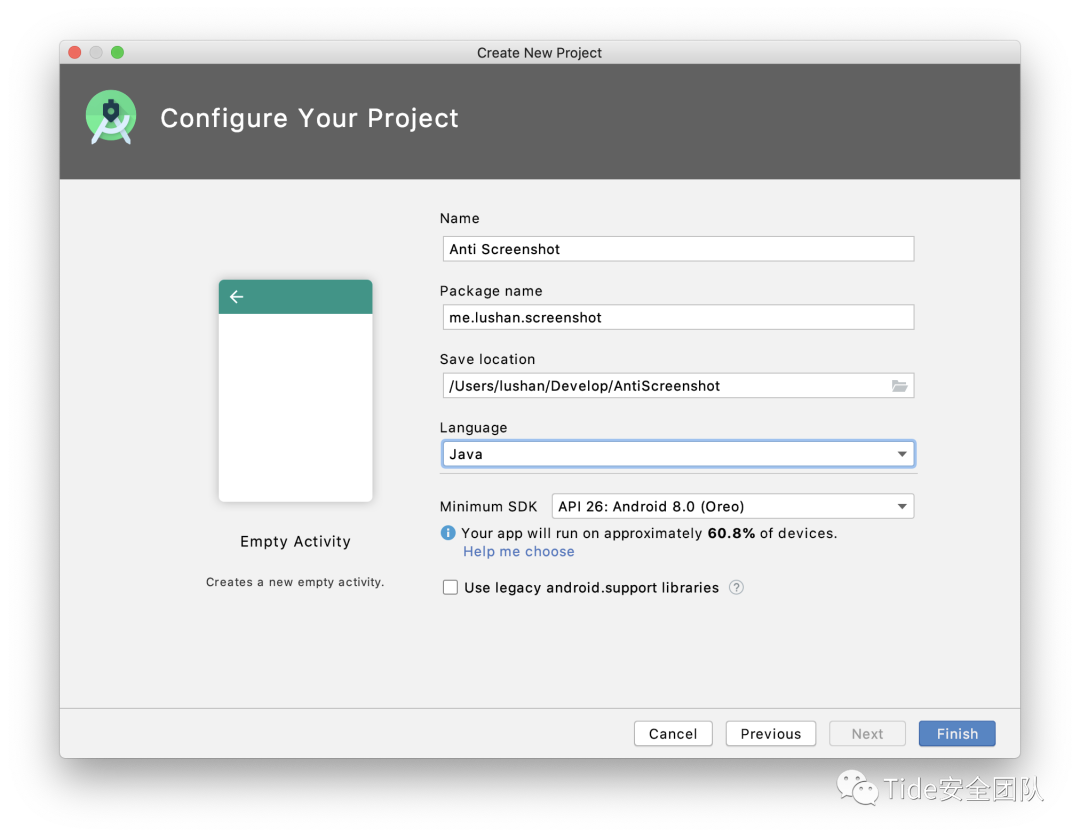 Create New Project
Configure Your Project
Name
Anti Screenshot
Package name
me.lushan.screenshot
Save location
/Users/lushan/Develop/AntiScreenshot
Language
Java
Minimum SDK API 26: Android 8.0 (Oreo)
Your app will run on approximately 60.8% of devices.
Help me choose
Use legacy android.support libraries ?
Empty Activity
Creates a new empty activity.
Cancel Previous Next Finish
Tide安全团队